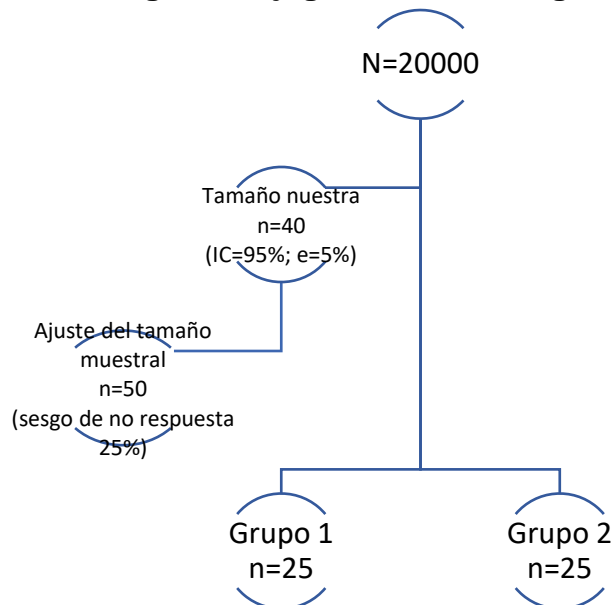 N=20000
Tamaño nuestra
n=40
(IC=95%; e=5%)
Ajuste del tamaño
muestral
n=50
(sesgo de no respuesta
25%)
Grupo 1
n=25
Grupo 2
n=25